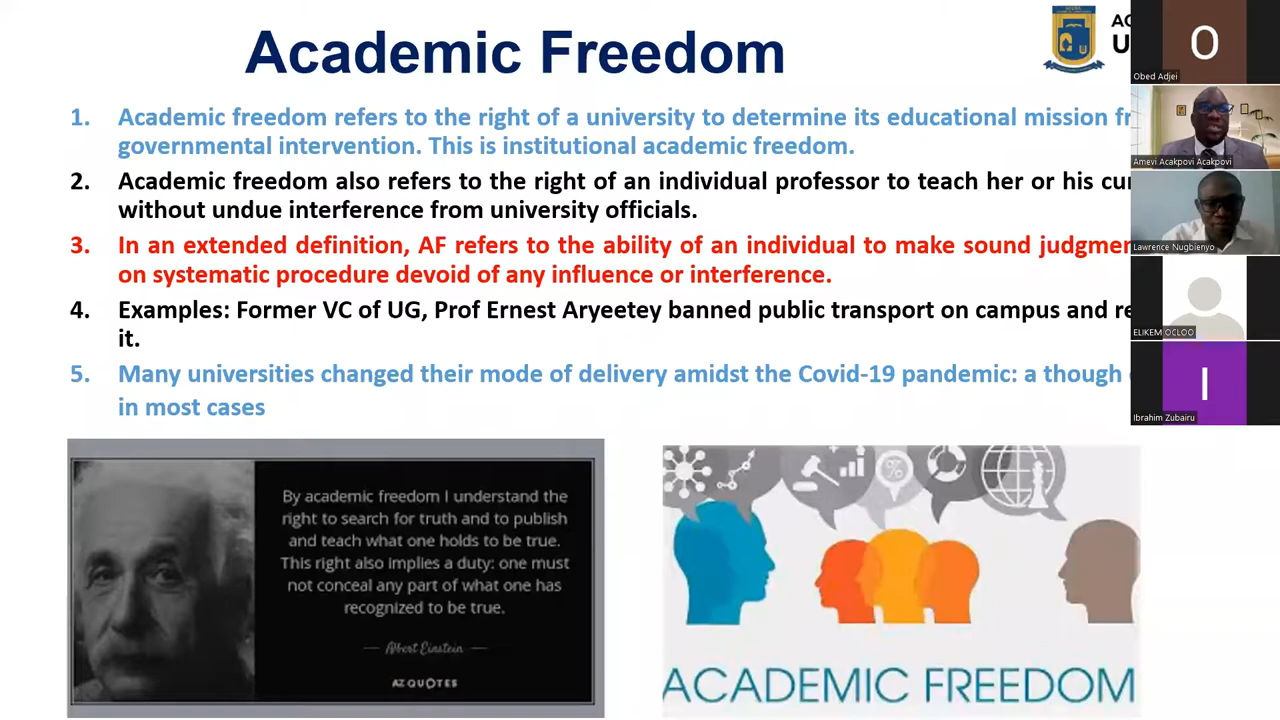 Academic Freedom
1. Academic freedom refers to the right of a university to determine its educational mission
governmental intervention. This is institutional academic freedom.
2. Academic freedom also refers to the right of an individual professor to teach her or his
without undue interference from university officials.
3. In an extended definition, AF refers to the ability of an individual to make sound
on systematic procedure devoid of any influence or interference.
4. Examples: Former VC of UG, Prof Ernest Aryeetey banned public transport on campus and
it.
5. Many universities changed their mode of delivery amidst the Covid-19 pandemic: a though
in most cases
By academic freedom I understand the
right to search for truth and to publish
and teach what one holds to be true.
This right also implies a duty: one must
not conceal any part of what one has
recognized to be true.
Albert Einstein
AZ QUOTES
%
ACADEMIC FREEDOM
O
Obed Adjei
Amevi Acakpovi Acakpovi
Lawrence Nugbienyo
ELIKEM OCLOO
I
Ibrahim Zubairu